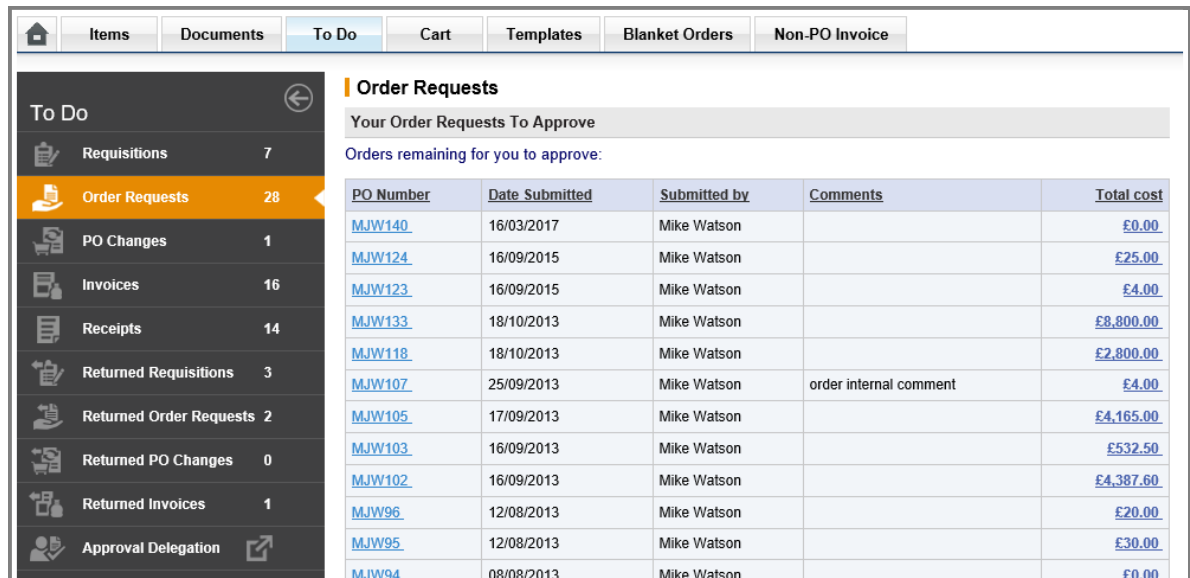 Items Documents To Do Cart Templates Blanket Orders Non-PO Invoice
To Do
Requisitions 7
Order Requests 28
PO Changes 1
Invoices 16
Receipts 14
Returned Requisitions 3
Returned Order Requests 2
Returned PO Changes 0
Returned Invoices 1
Approval Delegation
Order Requests
Your Order Requests To Approve
Orders remaining for you to approve:
PO Number Date Submitted Submitted by Comments Total cost
MJW140 16/03/2017 Mike Watson £0.00
MJW124 16/09/2015 Mike Watson £25.00
MJW123 16/09/2015 Mike Watson £4.00
MJW133 18/10/2013 Mike Watson £8,800.00
MJW118 18/10/2013 Mike Watson £2,800.00
MJW107 25/09/2013 Mike Watson order internal comment £4.00
MJW105 17/09/2013 Mike Watson £4,165.00
MJW103 16/09/2013 Mike Watson £532.50
MJW102 16/09/2013 Mike Watson £4,387.60
MJW96 12/08/2013 Mike Watson £20.00
MJW95 12/08/2013 Mike Watson £30.00
MJW94 08/08/2013 Mike Watson £0.00